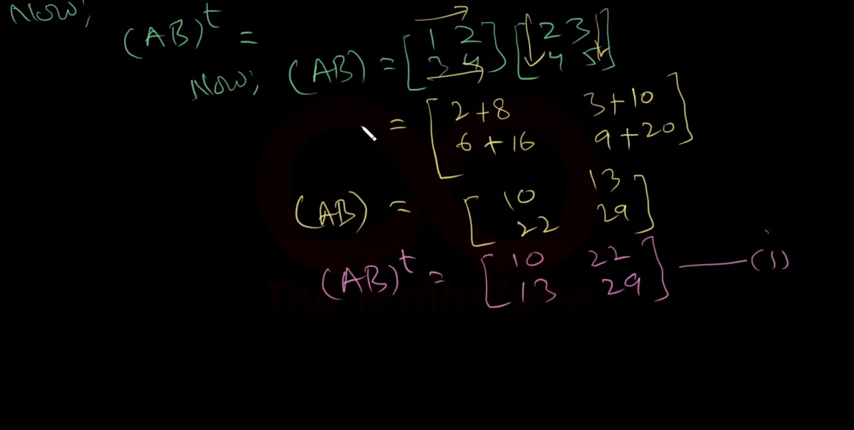 Now,
(AB)^t =
Now, (AB) = [1 2 3 4] [2 3 4 5]
= [2+8 3+10 6+16 9+20]
(AB) = [10 13 22 29]
(AB)^t = [10 22 13 29] —(i)